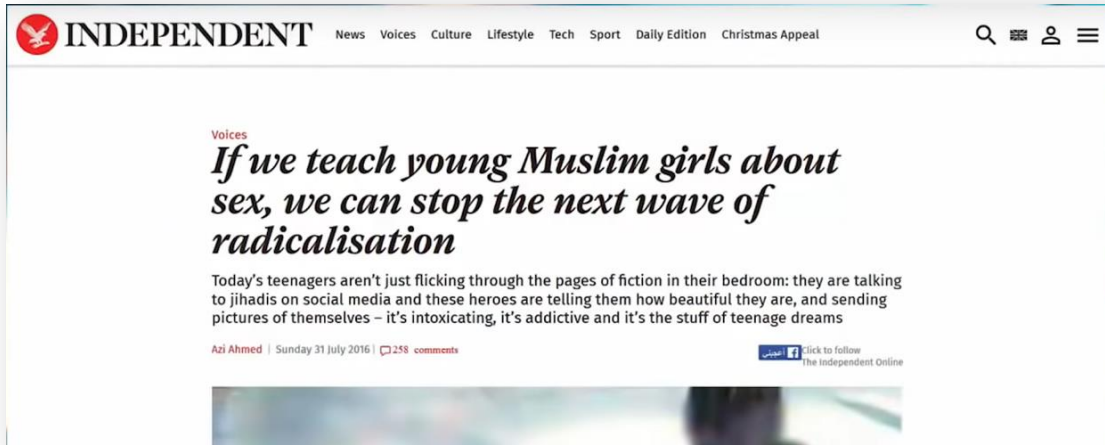 INDEPENDENT News Voices Culture Lifestyle Tech Sport Daily Edition Christmas Appeal
Voices
If we teach young Muslim girls about
sex, we can stop the next wave of
radicalisation
Today's teenagers aren't just flicking through the pages of fiction in their bedroom: they are talking
to jihadis on social media and these heroes are telling them how beautiful they are, and sending
pictures of themselves – it's intoxicating, it's addictive and it's the stuff of teenage dreams
Azi Ahmed | Sunday 31 July 2016 | 258 comments
أعجبني Click to follow
The Independent Online